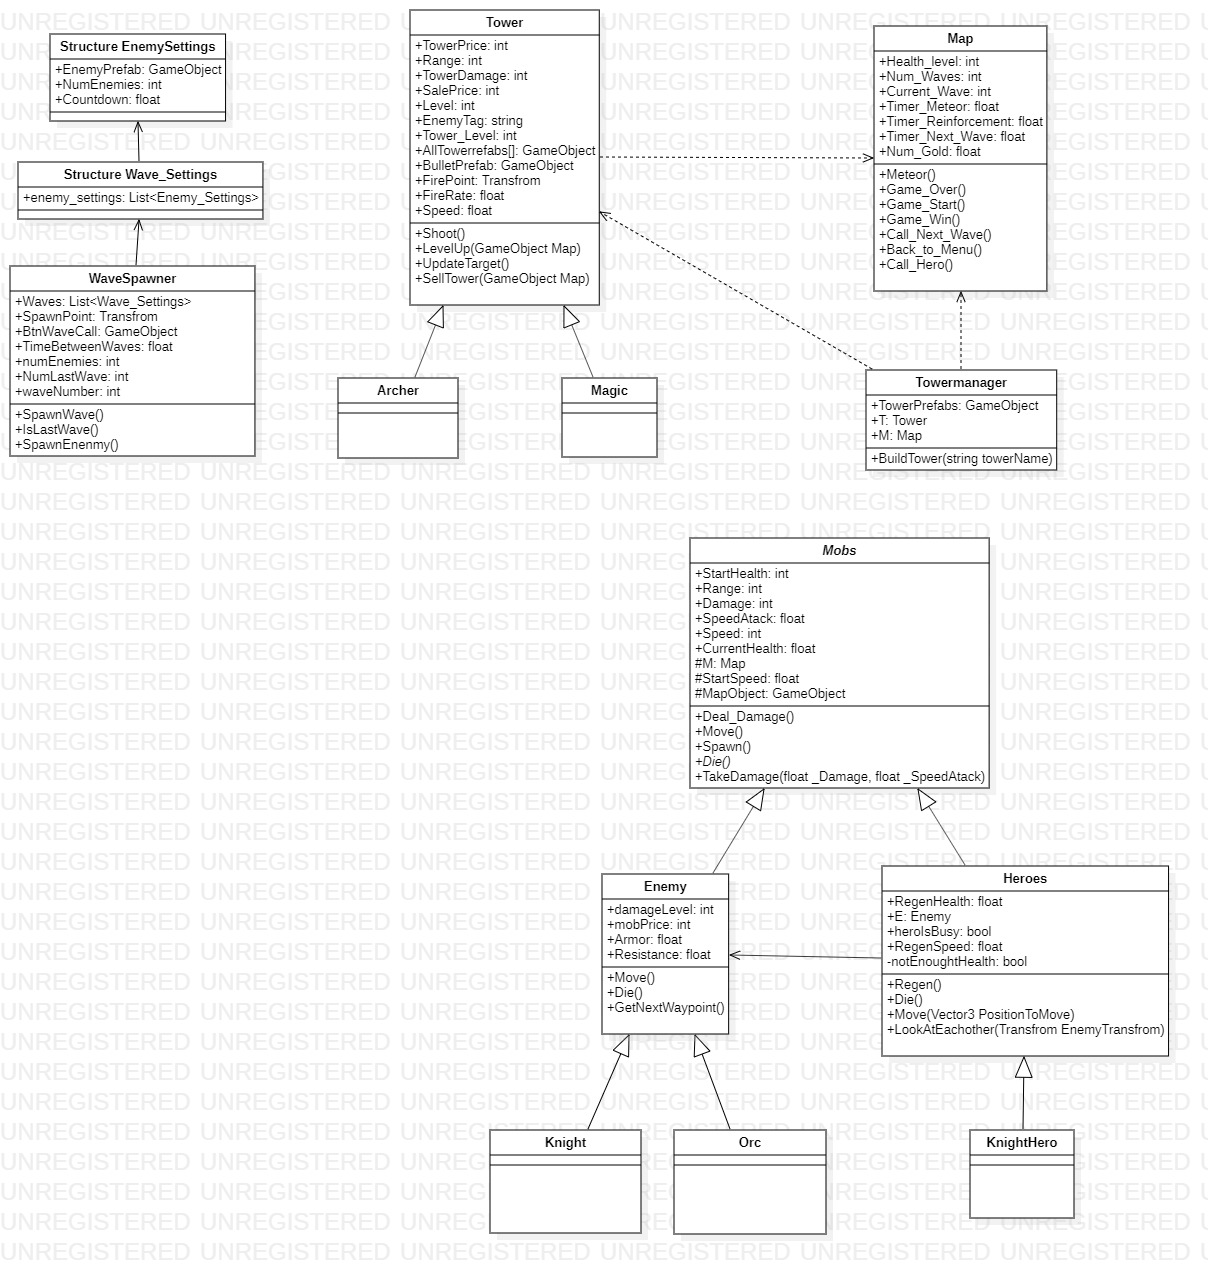 Structure EnemySettings
+EnemyPrefab: GameObject
+NumEnemies: int
+Countdown: float
Structure Wave_Settings
+enemy_settings: List<Enemy_Settings>
WaveSpawner
+Waves: List<Wave_Settings>
+SpawnPoint: Transfrom
+BtnWaveCall: GameObject
+TimeBetweenWaves: float
+numEnemies: int
+NumLastWave: int
+waveNumber: int
+SpawnWave()
+IsLastWave()
+SpawnEnenmy()
Tower
+TowerPrice: int
+Range: int
+TowerDamage: int
+SalePrice: int
+Level: int
+EnemyTag: string
+Tower_Level: int
+AllTowerrefabs[]: GameObject
+BulletPrefab: GameObject
+FirePoint: Transfrom
+FireRate: float
+Speed: float
+Shoot()
+LevelUp(GameObject Map)
+UpdateTarget()
+SellTower(GameObject Map)
Archer
Magic
Map
+Health_level: int
+Num_Waves: int
+Current_Wave: int
+Timer_Meteor: float
+Timer_Reinforcement: float
+Timer_Next_Wave: float
+Num_Gold: float
+Meteor()
+Game_Over()
+Game_Start()
+Game_Win()
+Call_Next_Wave()
+Back_to_Menu()
+Call_Hero()
Towermanager
+TowerPrefabs: GameObject
+T: Tower
+M: Map
+BuildTower(string towerName)
Mobs
+StartHealth: int
+Range: int
+Damage: int
+SpeedAtack: float
+Speed: int
+CurrentHealth: float
#M: Map
#StartSpeed: float
#MapObject: GameObject
+Deal_Damage()
+Move()
+Spawn()
+Die()
+TakeDamage(float _Damage, float _SpeedAtack)
Enemy
+damageLevel: int
+mobPrice: int
+Armor: float
+Resistance: float
+Move()
+Die()
+GetNextWaypoint()
Heroes
+RegenHealth: float
+E: Enemy
+heroIsBusy: bool
+RegenSpeed: float
-notEnoughtHealth: bool
+Regen()
+Die()
+Move(Vector3 PositionToMove)
+LookAtEachother(Transfrom EnemyTransfrom)
Knight
Orc
KnightHero
UNREGISTERED